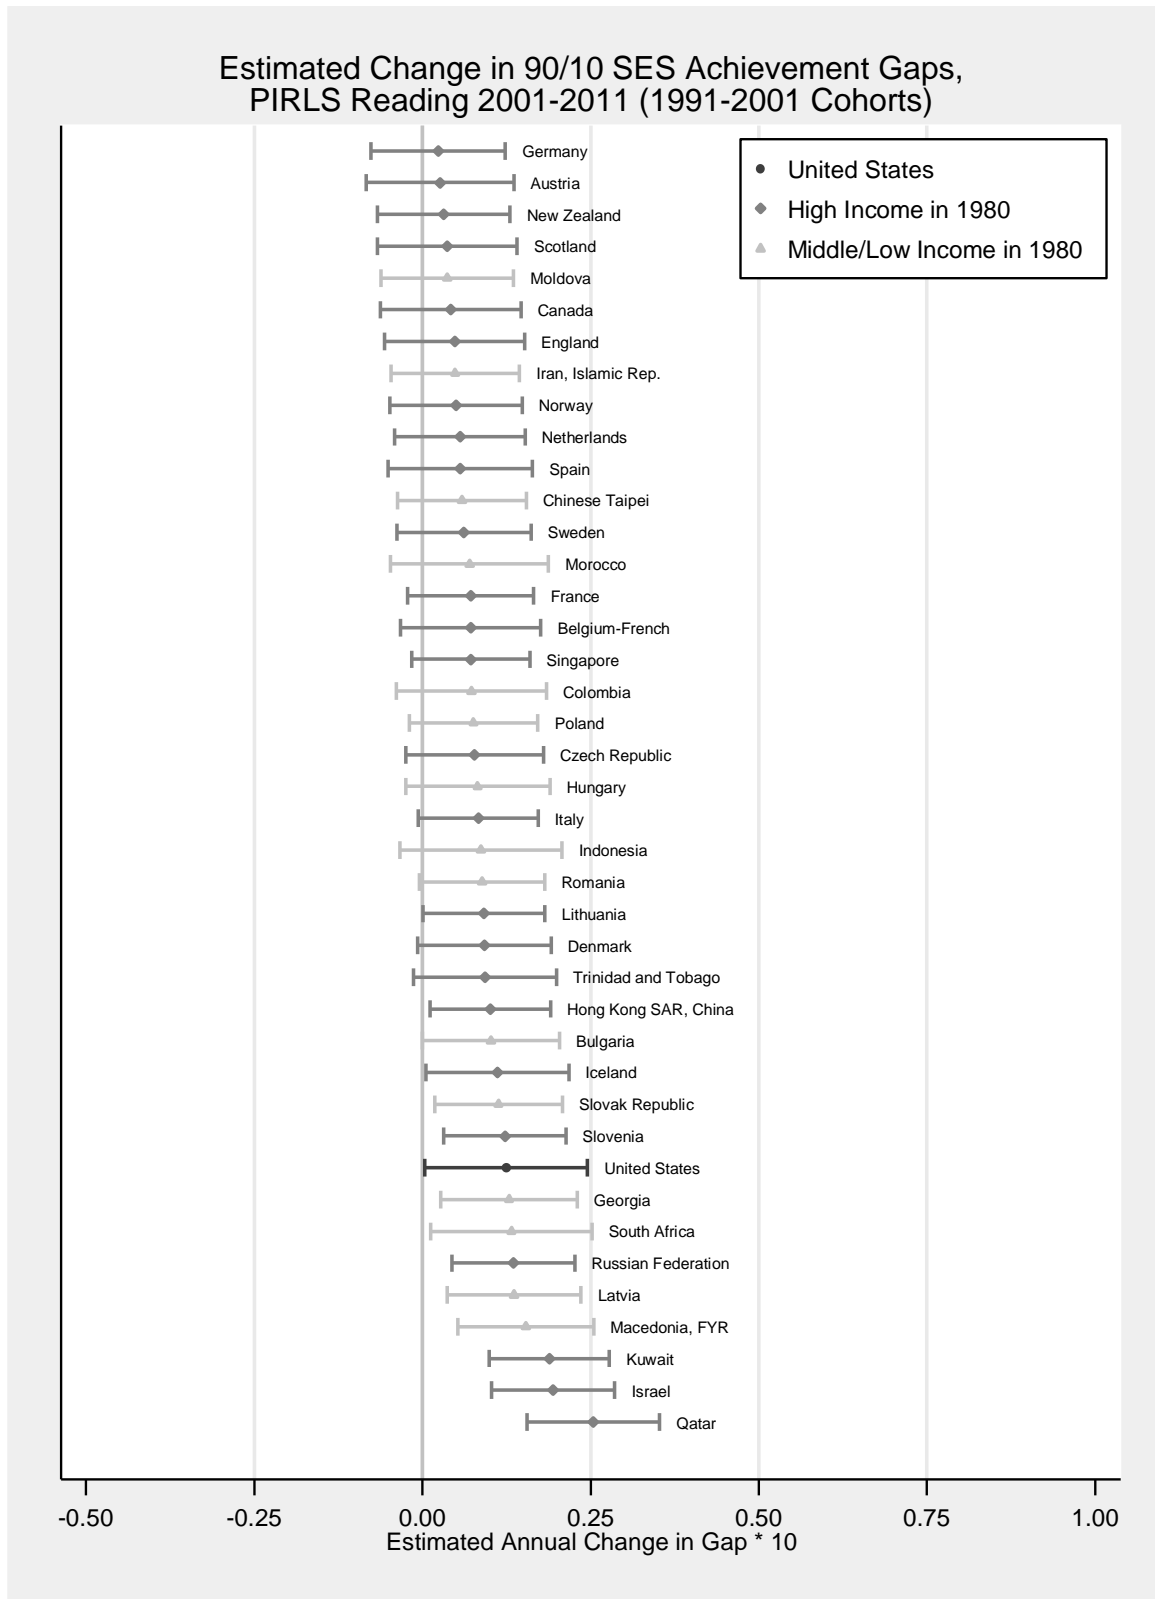 Estimated Change in 90/10 SES Achievement Gaps,
PIRLS Reading 2001-2011 (1991-2001 Cohorts)
United States
High Income in 1980
Middle/Low Income in 1980
Germany
Austria
New Zealand
Scotland
Moldova
Canada
England
Iran, Islamic Rep.
Norway
Netherlands
Spain
Chinese Taipei
Sweden
Morocco
France
Belgium-French
Singapore
Colombia
Poland
Czech Republic
Hungary
Italy
Indonesia
Romania
Lithuania
Denmark
Trinidad and Tobago
Hong Kong SAR, China
Bulgaria
Iceland
Slovak Republic
Slovenia
United States
Georgia
South Africa
Russian Federation
Latvia
Macedonia, FYR
Kuwait
Israel
Qatar
-0.50 -0.25 0.00 0.25 0.50 0.75 1.00
Estimated Annual Change in Gap * 10